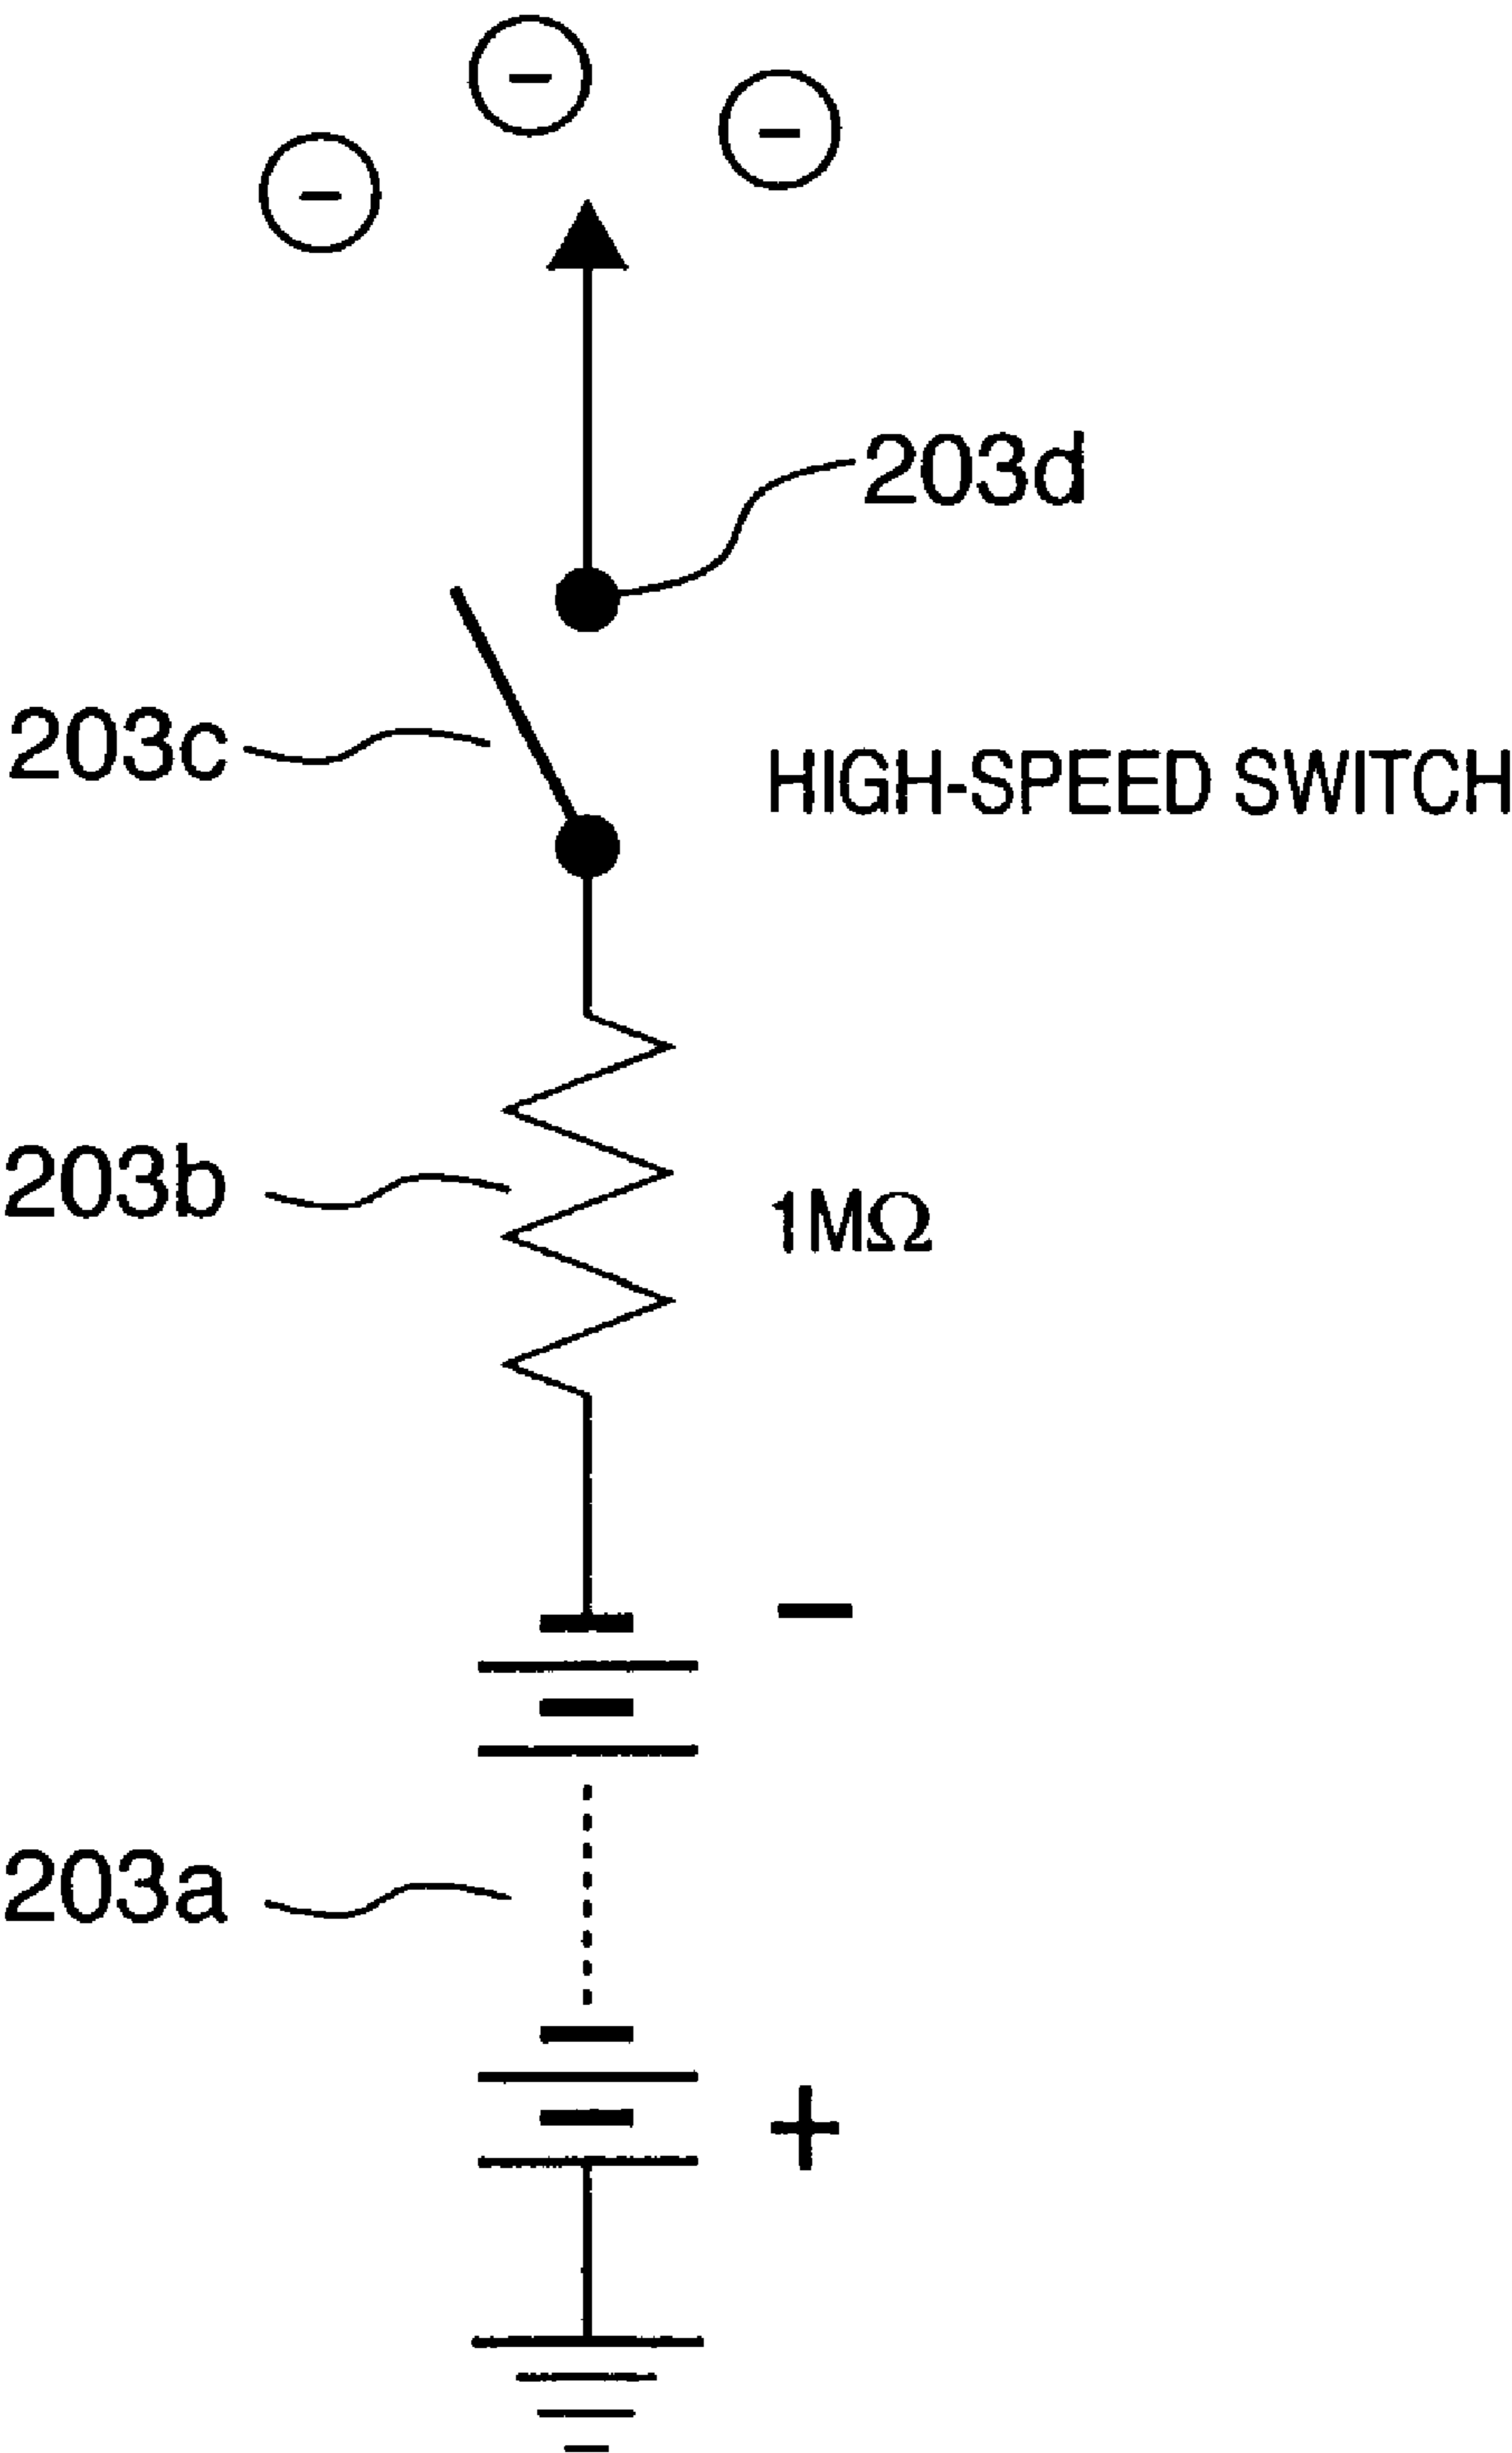 -
-
-
203d
203c
HIGH-SPEED SWITCH
203b
1MΩ
−
203a
+